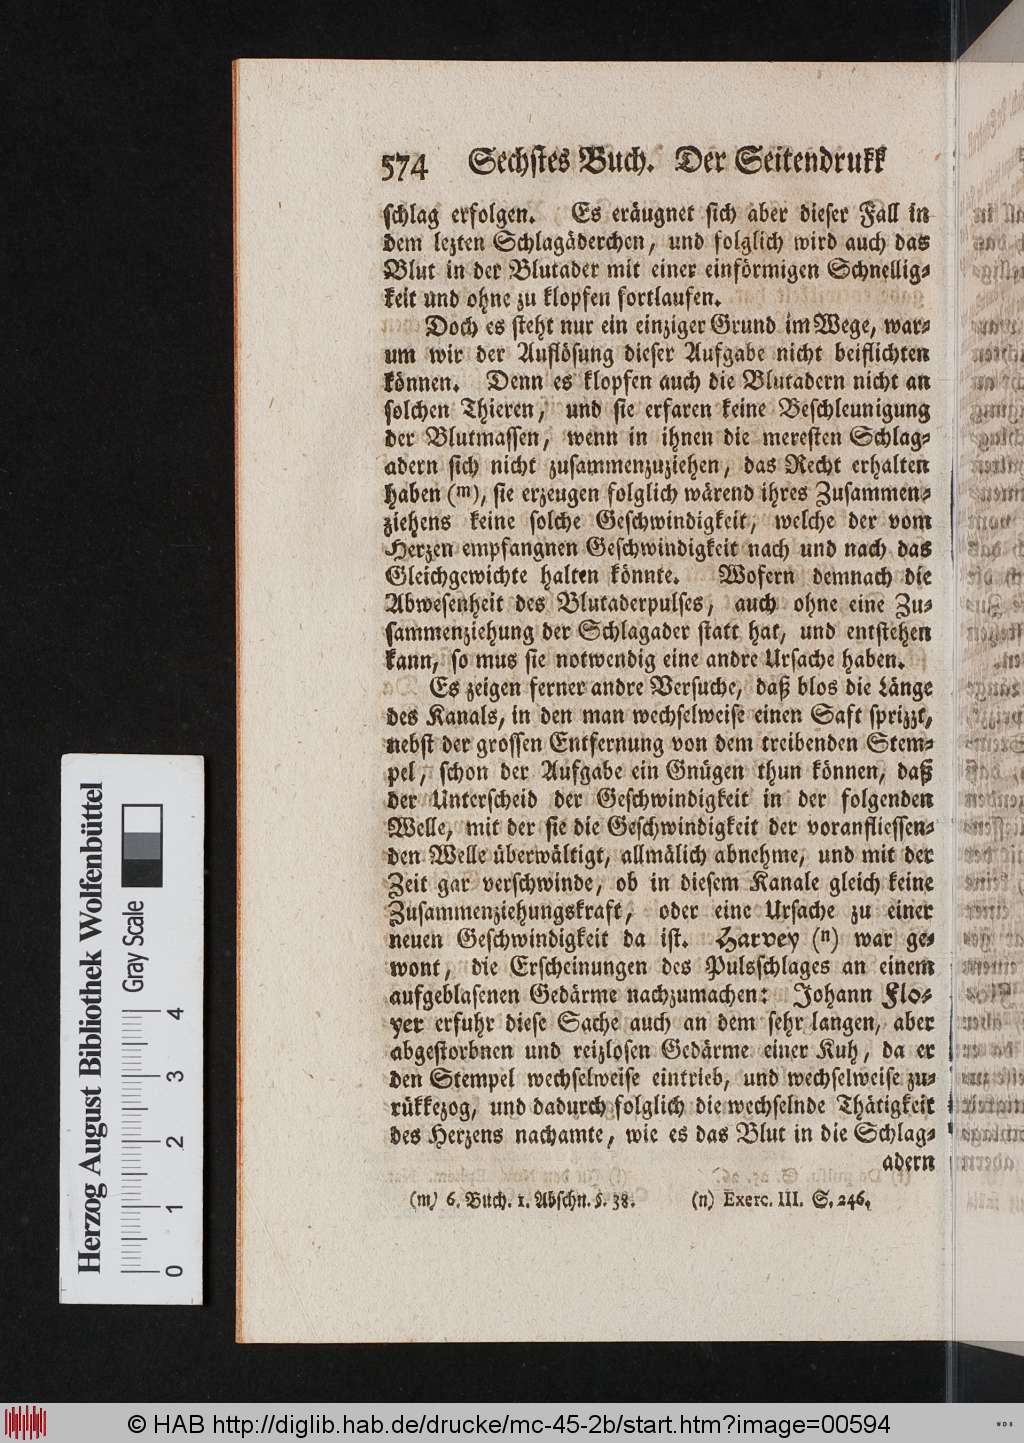 574 Sechstes Buch. Der Seitendrukk
schlag erfolgen. Es eräugnet sich aber dieser Fall in
dem lezten Schlagäderchen, und folglich wird auch das
Blut in der Blutader mit einer einförmigen Schnellig-
keit und ohne zu klopfen fortlaufen.
Doch es steht nur ein einziger Grund im Wege, war-
um wir der Auflösung dieser Aufgabe nicht beiflichten
können. Denn es klopfen auch die Blutadern nicht an
solchen Thieren, und sie erfaren keine Beschleunigung
der Blutmassen, wenn in ihnen die meresten Schlag-
adern sich nicht zusammenzuziehen, das Recht erhalten
haben (m), sie erzeugen folglich wärend ihres Zusammen-
ziehens keine solche Geschwindigkeit, welche der vom
Herzen empfangnen Geschwindigkeit nach und nach das
Gleichgewichte halten könnte. Wofern demnach die
Abwesenheit des Blutaderpulses, auch ohne eine Zu-
sammenziehung der Schlagader statt hat, und entstehen
kann, so mus sie notwendig eine andre Ursache haben.
Es zeigen ferner andre Versuche, daß blos die Länge
des Kanals, in den man wechselweise einen Saft sprizzt,
nebst der grossen Entfernung von dem treibenden Stem-
pel, schon der Aufgabe ein Gnügen thun können, daß
der Unterscheid der Geschwindigkeit in der folgenden
Welle, mit der sie die Geschwindigkeit der voranfliessen-
den Welle überwältigt, allmälich abnehme, und mit der
Zeit gar verschwinde, ob in diesem Kanale gleich keine
Zusammenziehungskraft, oder eine Ursache zu einer
neuen Geschwindigkeit da ist. Harvey (n) war ge-
wont, die Erscheinungen des Pulsschlages an einem
aufgeblasenen Gedärme nachzumachen: Johann Flo-
yer erfuhr diese Sache auch an dem sehr langen, aber
abgestorbnen und reizlosen Gedärme einer Kuh, da er
den Stempel wechselweise eintrieb, und wechselweise zu-
rükkezog, und dadurch folglich die wechselnde Thätigkeit
des Herzens nachamte, wie es das Blut in die Schlag-
adern
(m) 6. Buch. 1. Abschn. §. 38. (n) Exerc. III. S. 246.
Herzog August Bibliothek Wolfenbüttel
Gray Scale
0 1 2 3 4
© HAB http://diglib.hab.de/drucke/mc-45-2b/start.htm?image=00594